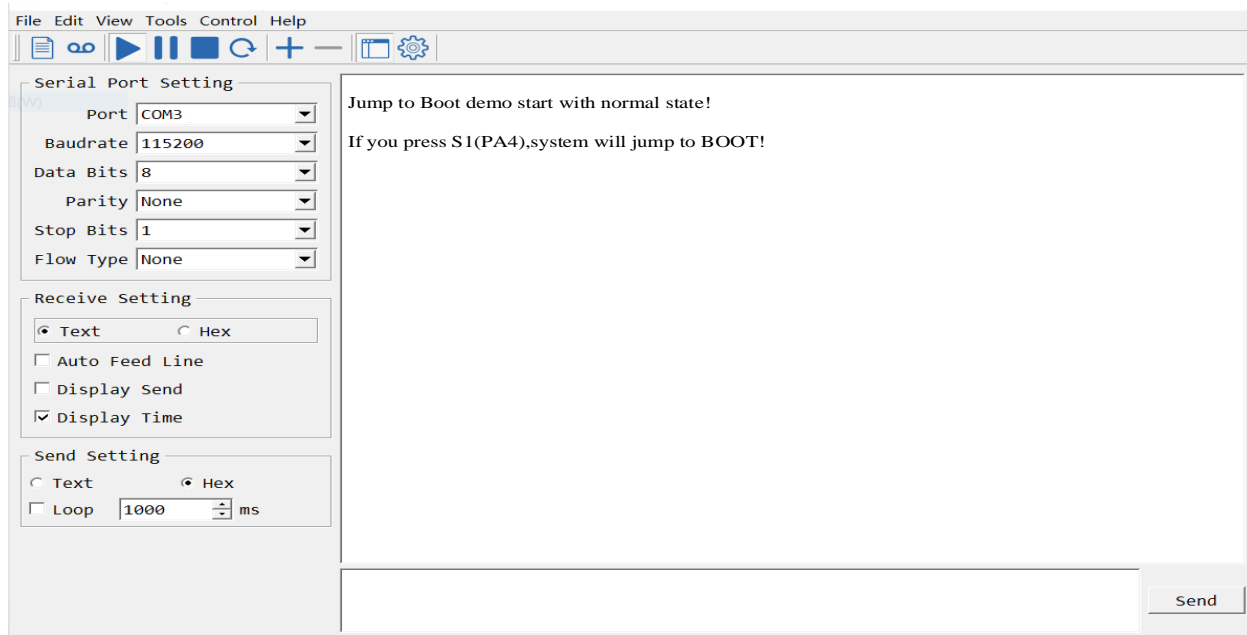 File Edit View Tools Control Help
Serial Port Setting
Port COM3
Baudrate 115200
Data Bits 8
Parity None
Stop Bits 1
Flow Type None
Receive Setting
Text Hex
Auto Feed Line
Display Send
Display Time
Send Setting
Text Hex
Loop 1000 ms
Jump to Boot demo start with normal state!
If you press S1(PA4),system will jump to BOOT!
Send